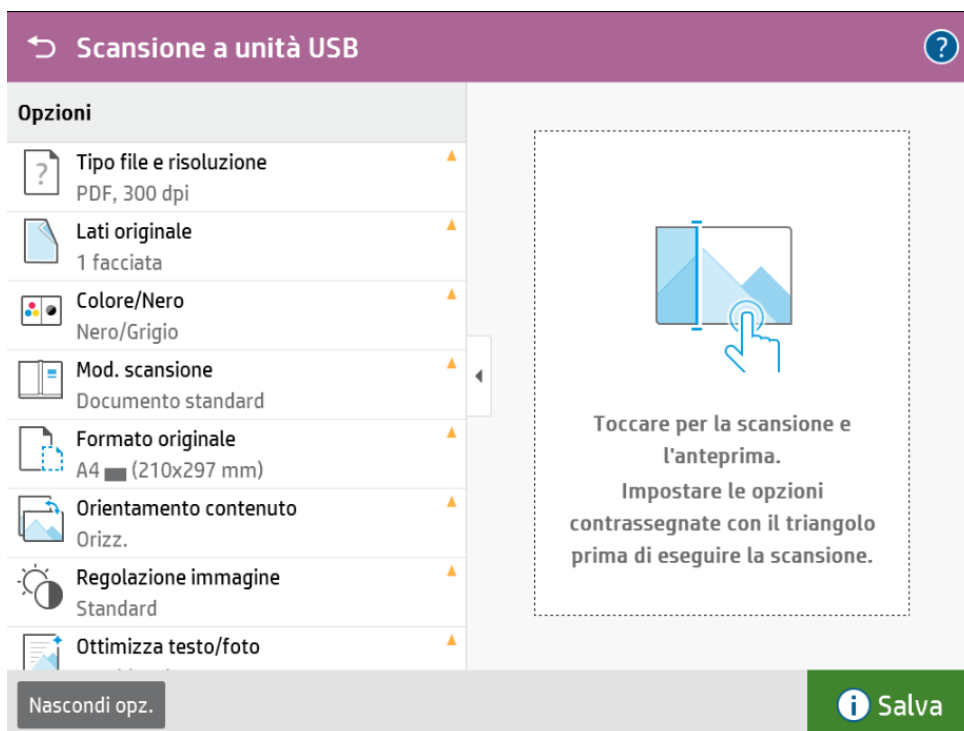 Scansione a unità USB
?
Opzioni
?
Tipo file e risoluzione
PDF, 300 dpi
Lati originale
1 facciata
Colore/Nero
Nero/Grigio
Mod. scansione
Documento standard
Formato originale
A4 (210x297 mm)
Orientamento contenuto
Orizz.
Regolazione immagine
Standard
Ottimizza testo/foto
Toccare per la scansione e
l'anteprima.
Impostare le opzioni
contrassegnate con il triangolo
prima di eseguire la scansione.
Nascondi opz.
i Salva